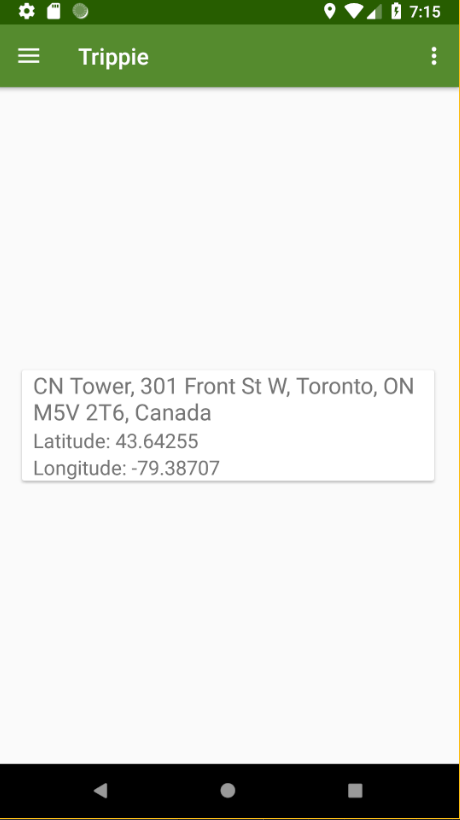 7:15
Trippie
CN Tower, 301 Front St W, Toronto, ON
M5V 2T6, Canada
Latitude: 43.64255
Longitude: -79.38707